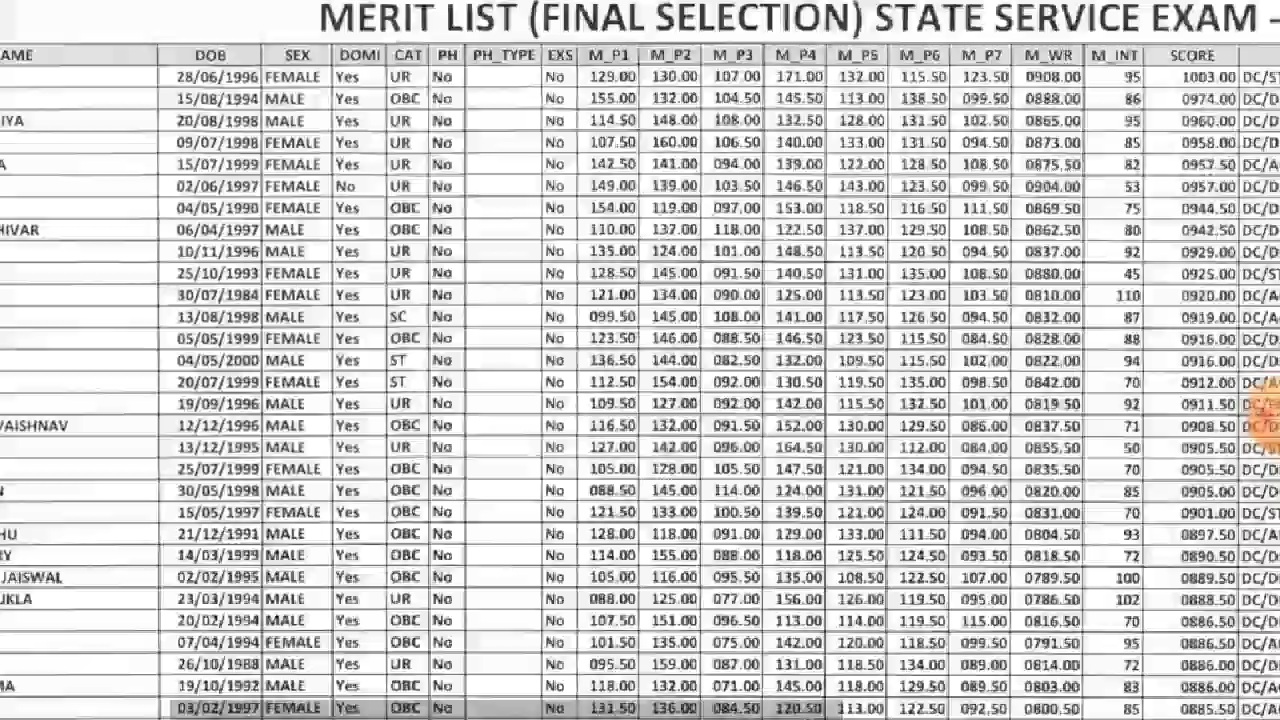 MERIT LIST (FINAL SELECTION) STATE SERVICE EXAM -
AME DOB SEX DOMI CAT PH PH_TYPE EXS M_P1 M_P2 M_P3 M_P4 M_P5 M_P6 M_P7 M_WR M_INT SCORE
28/06/1996 FEMALE Yes UR No No 129.00 130.00 107.00 171.00 132.00 115.50 123.50 0908.00 95 1003.00 DC/ST
15/08/1994 MALE Yes OBC No No 155.00 132.00 104.50 145.50 113.00 138.50 099.50 0888.00 86 0974.00 DC/D
IYA 20/08/1998 MALE Yes UR No No 114.50 148.00 108.00 132.50 128.00 131.50 102.50 0865.00 95 0960.00 DC/D
09/07/1998 FEMALE Yes UR No No 107.50 160.00 106.50 140.00 133.00 131.50 094.50 0873.00 85 0958.00 DC/D
A 15/07/1999 FEMALE Yes UR No No 142.50 141.00 094.00 139.00 122.00 128.50 108.50 0875.50 82 0957.50 DC/A
02/06/1997 FEMALE No UR No No 149.00 139.00 103.50 146.50 143.00 123.50 099.50 0904.00 53 0957.00 DC/D
04/05/1990 FEMALE Yes OBC No No 154.00 119.00 097.00 153.00 118.50 116.50 111.50 0869.50 75 0944.50 DC/D
HIVAR 06/04/1997 MALE Yes OBC No No 110.00 137.00 118.00 122.50 137.00 129.50 108.50 0862.50 80 0942.50 DC/D
10/11/1996 MALE Yes UR No No 135.00 124.00 101.00 148.50 113.50 120.50 094.50 0837.00 92 0929.00 DC/D
25/10/1993 FEMALE Yes UR No No 128.50 145.00 091.50 140.50 131.00 135.00 108.50 0880.00 45 0925.00 DC/ST
30/07/1984 FEMALE Yes UR No No 121.00 134.00 090.00 125.00 113.50 123.00 103.50 0810.00 110 0920.00 DC/A
13/08/1998 MALE Yes SC No No 099.50 145.00 108.00 141.00 117.50 126.50 094.50 0832.00 87 0919.00 DC/A
05/05/1999 FEMALE Yes OBC No No 123.50 146.00 088.50 146.50 123.50 115.50 084.50 0828.00 88 0916.00 DC/D
04/05/2000 MALE Yes ST No No 136.50 144.00 082.50 132.00 109.50 115.50 102.00 0822.00 94 0916.00 DC/D
20/07/1999 FEMALE Yes ST No No 112.50 154.00 092.00 130.50 119.50 135.00 098.50 0842.00 70 0912.00 DC/A
19/09/1996 MALE Yes UR No No 109.50 127.00 092.00 142.00 115.50 132.50 101.00 0819.50 92 0911.50
VAISHNAV 12/12/1996 MALE Yes OBC No No 116.50 132.00 091.50 152.00 130.00 129.50 086.00 0837.50 71 0908.50 DC/D
13/12/1995 MALE Yes UR No No 127.00 142.00 096.00 164.50 130.00 112.00 084.00 0855.50 50 0905.50 DC/D
25/07/1999 FEMALE Yes OBC No No 105.00 128.00 105.50 147.50 121.00 134.00 094.50 0835.50 70 0905.50 DC/D
N 30/05/1998 MALE Yes OBC No No 088.50 145.00 114.00 124.00 131.00 121.50 096.00 0820.00 85 0905.00 DC/D
15/05/1997 FEMALE Yes OBC No No 121.50 133.00 100.50 139.50 121.00 124.00 091.50 0831.00 70 0901.00 DC/ST
HU 21/12/1991 MALE Yes OBC No No 128.00 118.00 091.00 129.00 133.00 111.50 094.00 0804.50 93 0897.50 DC/A
RY 14/03/1999 MALE Yes OBC No No 114.00 155.00 088.00 118.00 125.50 124.50 093.50 0818.50 72 0890.50 DC/D
JAISWAL 02/02/1995 MALE Yes OBC No No 105.00 116.00 095.50 135.00 108.50 122.50 107.00 0789.50 100 0889.50 DC/D
UKLA 23/03/1994 MALE Yes UR No No 088.00 125.00 077.00 156.00 126.00 119.50 095.00 0786.50 102 0888.50 DC/D
20/02/1994 MALE Yes OBC No No 107.50 151.00 096.50 113.00 114.00 119.50 115.00 0816.50 70 0886.50 DC/D
07/04/1994 FEMALE Yes OBC No No 101.50 135.00 075.00 142.00 120.00 118.50 099.50 0791.50 95 0886.50 DC/A
26/10/1988 MALE Yes UR No No 095.50 159.00 087.00 131.00 118.50 134.00 089.00 0814.00 72 0886.00 DC/D
MA 19/10/1992 MALE Yes OBC No No 118.00 132.00 071.00 145.00 118.00 129.50 089.50 0803.00 83 0886.00 DC/A
03/02/1997 FEMALE Yes OBC No No 131.50 136.00 084.50 120.50 113.00 122.50 092.50 0800.50 85 0885.50 DC/A